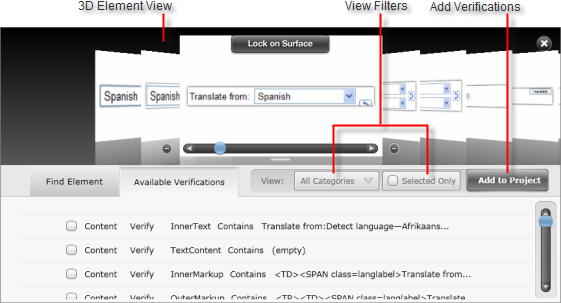 3D Element View View Filters Add Verifications
Lock on Surface
Spanish Spanish Translate from: Spanish Translate
Find Element Available Verifications View: All Categories Selected Only Add to Project
Content Verify InnerText Contains Translate from:Detect language—Afrikaans...
Content Verify TextContent Contains (empty)
Content Verify InnerMarkup Contains <TD><SPAN class=langlabel>Translate from...
Content Verify OuterMarkup Contains <TR><TD><SPAN class=langlabel>Translate